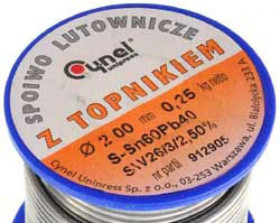 SPOIWO LUTOWNICZE
Cynel
unipress
Z TOPNIKIEM
Ø 2.00 mm 0,25 kg netto
S-Sn60Pb40
SW26/3/2,50%
nr partii 912905
Cynel Unipress Sp. z o.o., 03-253 Warszawa, ul. Białołęcka 233 A